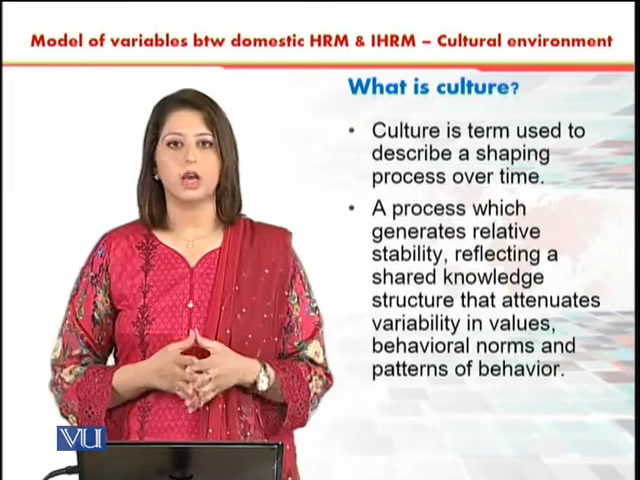 Model of variables btw domestic HRM & IHRM – Cultural environment
What is culture?
• Culture is term used to
describe a shaping
process over time.
• A process which
generates relative
stability, reflecting a
shared knowledge
structure that attenuates
variability in values,
behavioral norms and
patterns of behavior.
VU